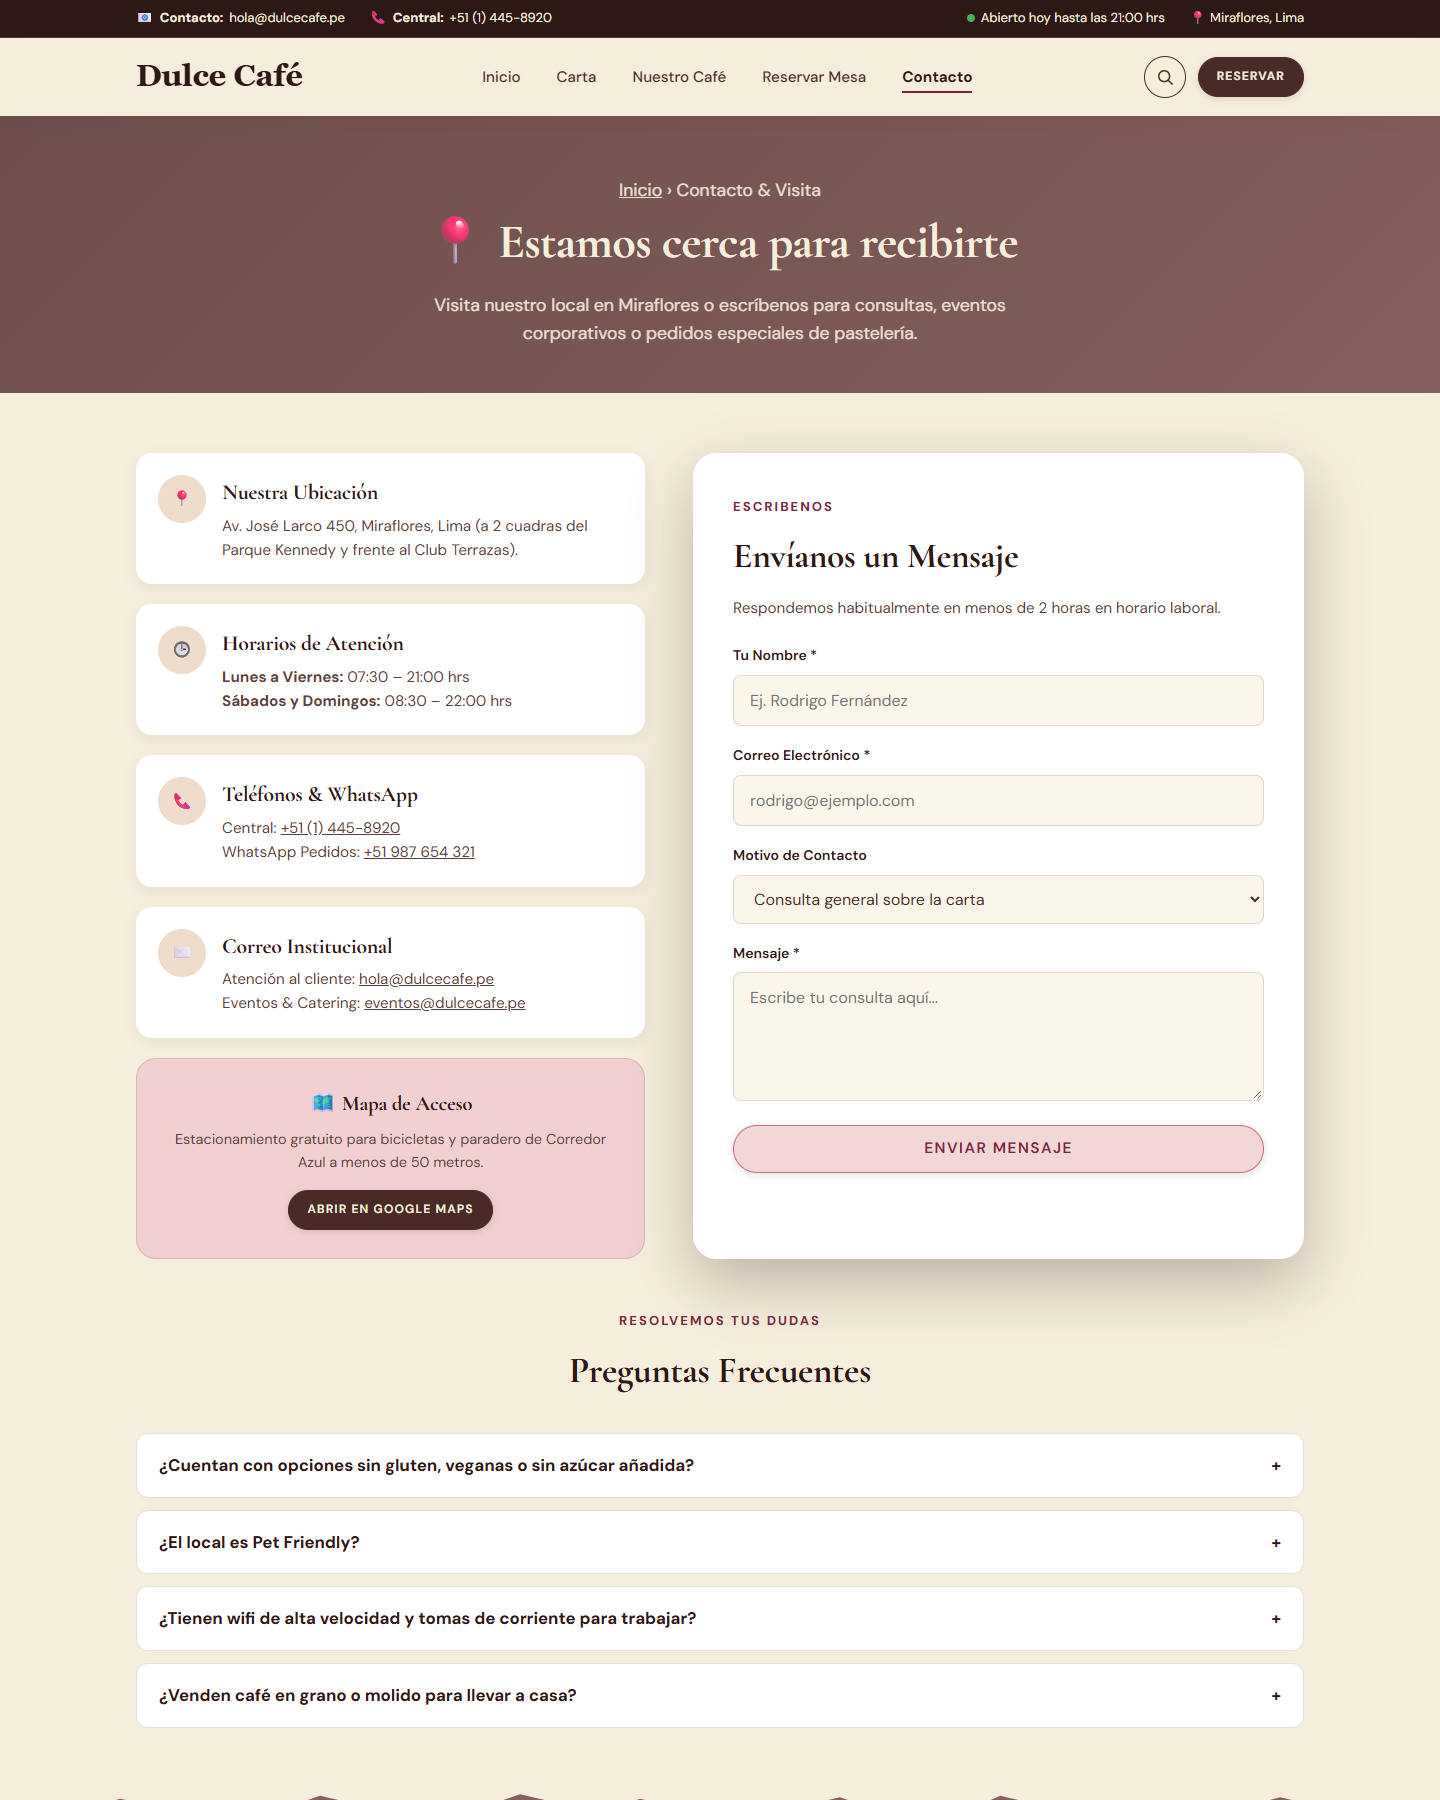 Contacto: hola@dulcecafe.pe Central: +51 (1) 445-8920 Abierto hoy hasta las 21:00 hrs Miraflores, Lima
Dulce Café Inicio Carta Nuestro Café Reservar Mesa Contacto RESERVAR
Inicio › Contacto & Visita
Estamos cerca para recibirte
Visita nuestro local en Miraflores o escríbenos para consultas, eventos
corporativos o pedidos especiales de pastelería.
Nuestra Ubicación
Av. José Larco 450, Miraflores, Lima (a 2 cuadras del
Parque Kennedy y frente al Club Terrazas).
Horarios de Atención
Lunes a Viernes: 07:30 – 21:00 hrs
Sábados y Domingos: 08:30 – 22:00 hrs
Teléfonos & WhatsApp
Central: +51 (1) 445-8920
WhatsApp Pedidos: +51 987 654 321
Correo Institucional
Atención al cliente: hola@dulcecafe.pe
Eventos & Catering: eventos@dulcecafe.pe
Mapa de Acceso
Estacionamiento gratuito para bicicletas y paradero de Corredor
Azul a menos de 50 metros.
ABRIR EN GOOGLE MAPS
ESCRIBENOS
Envíanos un Mensaje
Respondemos habitualmente en menos de 2 horas en horario laboral.
Tu Nombre *
Ej. Rodrigo Fernández
Correo Electrónico *
rodrigo@ejemplo.com
Motivo de Contacto
Consulta general sobre la carta
Mensaje *
Escribe tu consulta aquí...
ENVIAR MENSAJE
RESOLVEMOS TUS DUDAS
Preguntas Frecuentes
¿Cuentan con opciones sin gluten, veganas o sin azúcar añadida? +
¿El local es Pet Friendly? +
¿Tienen wifi de alta velocidad y tomas de corriente para trabajar? +
¿Venden café en grano o molido para llevar a casa? +